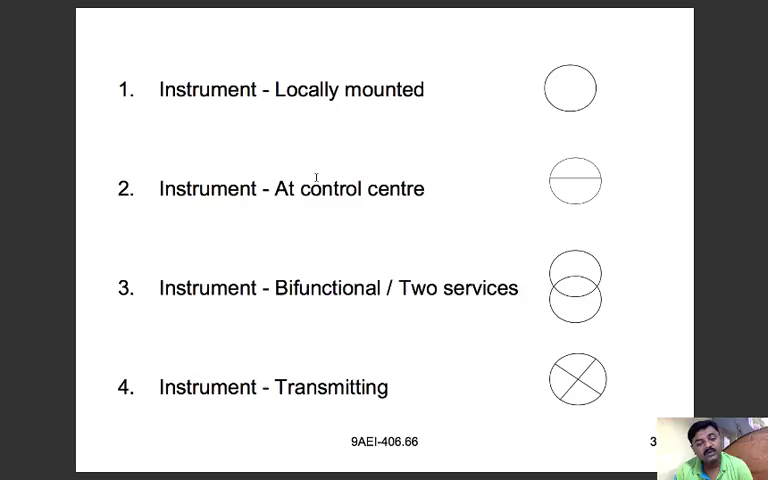 1. Instrument - Locally mounted
2. Instrument - At control centre
3. Instrument - Bifunctional / Two services
4. Instrument - Transmitting
9AEI-406.66
3